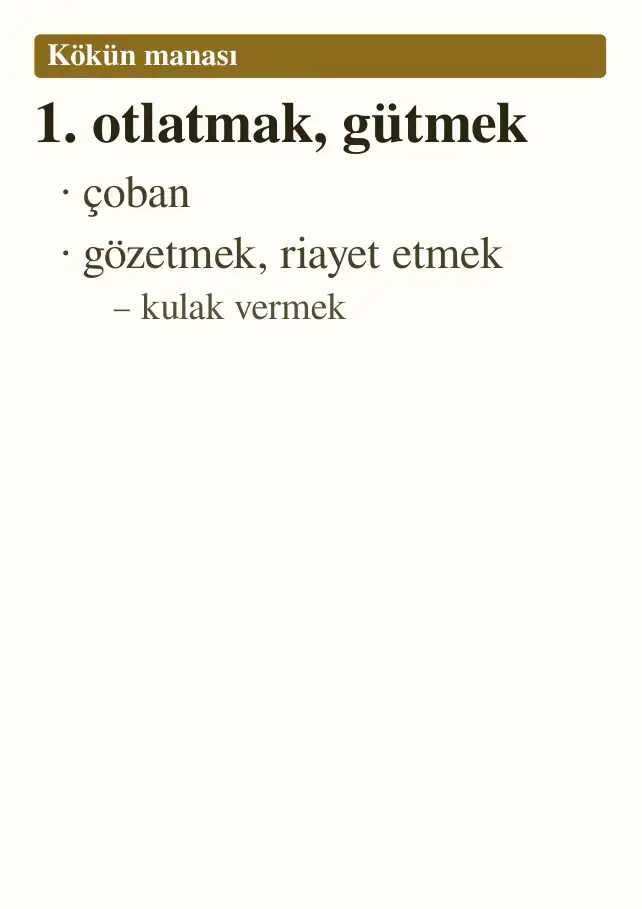 Kökün manası
1. otlatmak, gütmek
· çoban
· gözetmek, riayet etmek
– kulak vermek